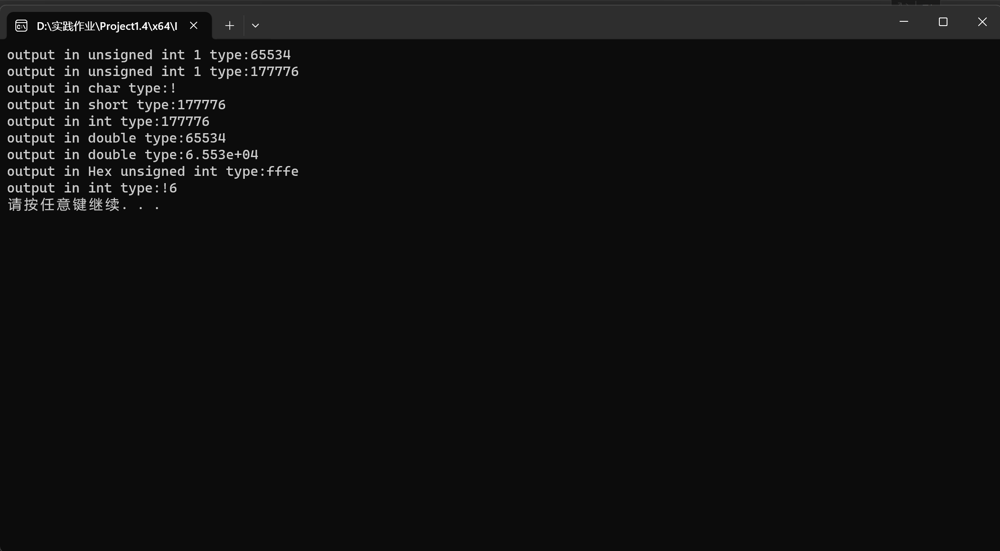 D:\实践作业\Project1.4\x64\l
output in unsigned int 1 type:65534
output in unsigned int 1 type:177776
output in char type:!
output in short type:177776
output in int type:177776
output in double type:65534
output in double type:6.553e+04
output in Hex unsigned int type:fffe
output in int type:!6
请按任意键继续. . .